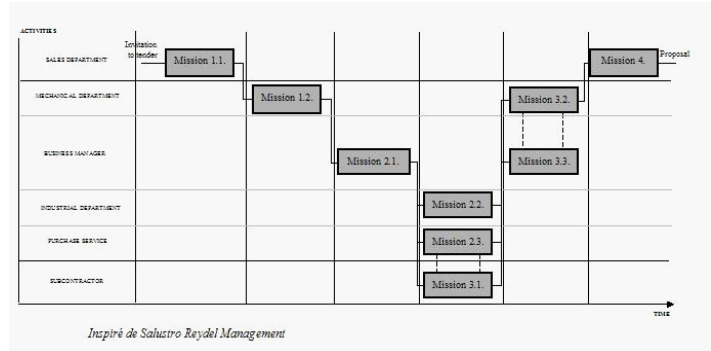 ACTIVITIES
Invitation
to tender
SALES DEPARTMENT
Mission 1.1.
Mission 4.
Proposal
MECHANICAL DEPARTMENT
Mission 1.2.
Mission 3.2.
BUSINESS MANAGER
Mission 2.1.
Mission 3.3.
INDUSTRIAL DEPARTMENT
Mission 2.2.
PURCHASE SERVICE
Mission 2.3.
SUBCONTRACTOR
Mission 3.1.
TIME
Inspiré de Salustro Reydel Management